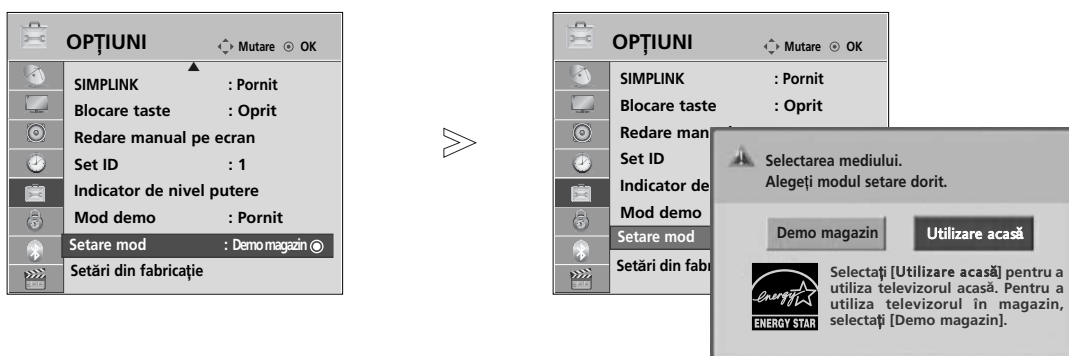 OPȚIUNI Mutare OK
SIMPLINK : Pornit
Blocare taste : Oprit
Redare manual pe ecran
Set ID : 1
Indicator de nivel putere
Mod demo : Pornit
Setare mod : Demo magazin
Setări din fabricație
OPȚIUNI Mutare OK
SIMPLINK : Pornit
Blocare taste : Oprit
Redare man
Set ID
Indicator de
Mod demo
Setare mod
Setări din fabri
Selectarea mediului.
Alegeți modul setare dorit.
Demo magazin Utilizare acasă
energy
ENERGY STAR
Selectați [Utilizare acasă] pentru a
utiliza televizorul acasă. Pentru a
utiliza televizorul în magazin,
selectați [Demo magazin].